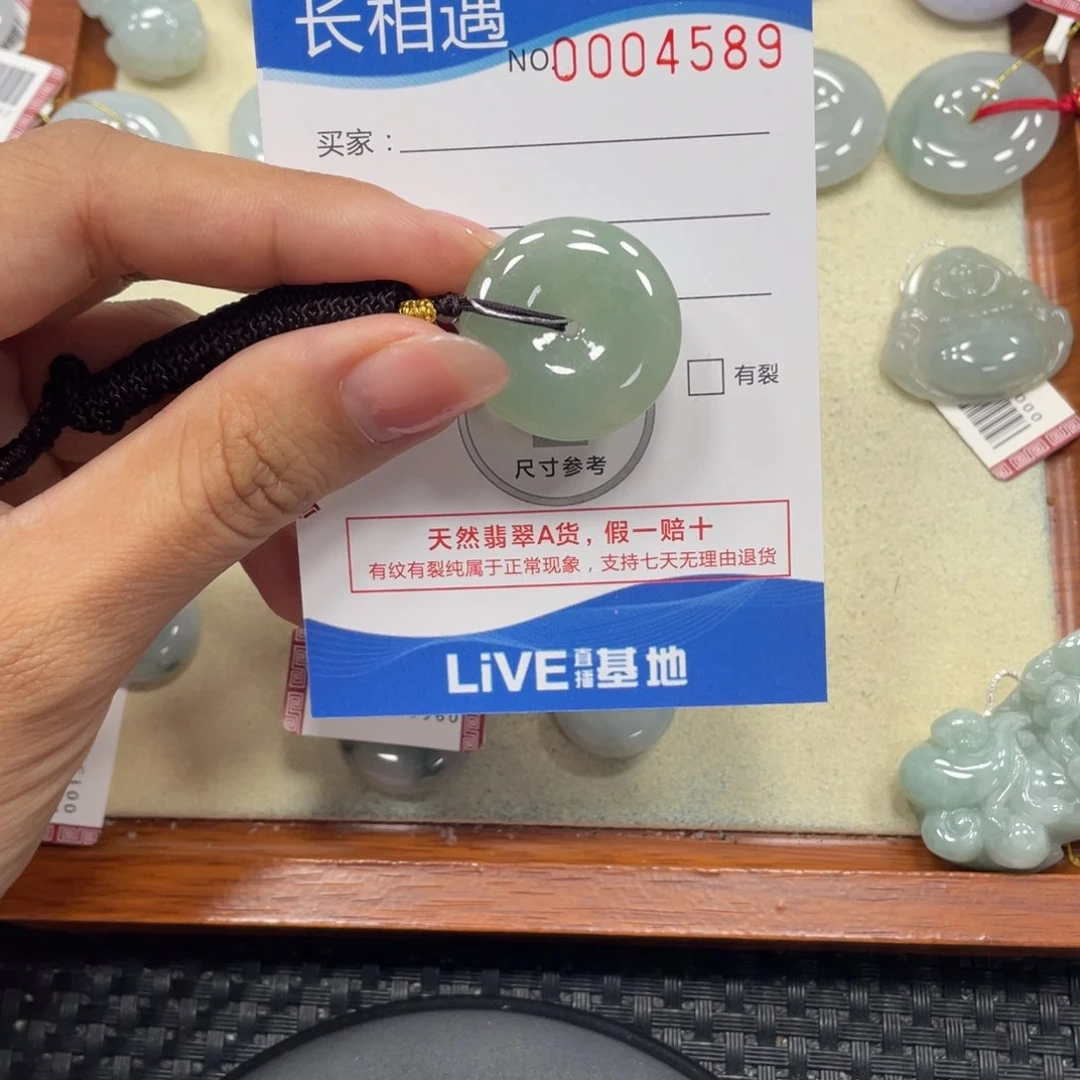 长相遇
NO.0004589
买家：
有裂
尺寸参考
天然翡翠A货，假一赔十
有纹有裂纯属于正常现象，支持七天无理由退货
LiVE直播基地